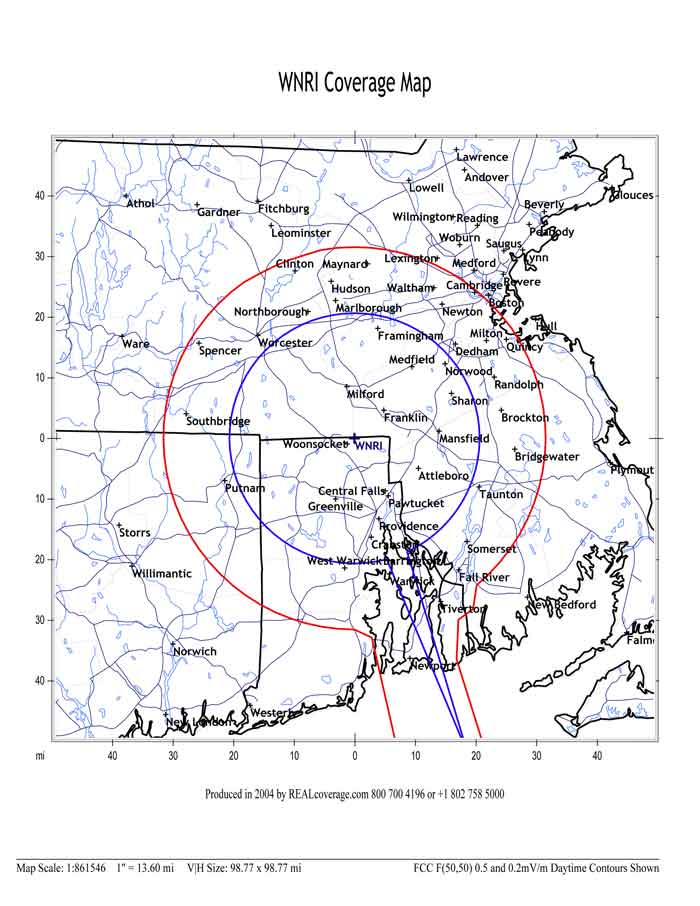 WNRI Coverage Map
Lawrence
Andover
Lowell
Athol
Gardner
Fitchburg
Beverly
Wilmington
Reading
Leominster
Woburn
Peabody
Saugus
Lynn
Clinton
Maynard
Lexington
Medford
Hudson
Waltham
Cambridge
Revere
Marlborough
Boston
Northborough
Newton
Ware
Worcester
Framingham
Milton
Hull
Spencer
Dedham
Quincy
Medfield
Norwood
Randolph
Milford
Sharon
Southbridge
Franklin
Brockton
Woonsocket
WNRI
Mansfield
Bridgewater
Attleboro
Putnam
Central Falls
Taunton
Greenville
Pawtucket
Storrs
Providence
Somerset
West Warwick
Barrington
Willimantic
Warwick
Fall River
Tiverton
New Bedford
Norwich
Newport
New London
40
30
20
10
0
10
20
30
40
mi
40
30
20
10
0
10
20
30
40
Produced in 2004 by REALcoverage.com 800 700 4196 or +1 802 758 5000
Map Scale: 1:861546 1" = 13.60 mi V|H Size: 98.77 x 98.77 mi
FCC F(50,50) 0.5 and 0.2mV/m Daytime Contours Shown